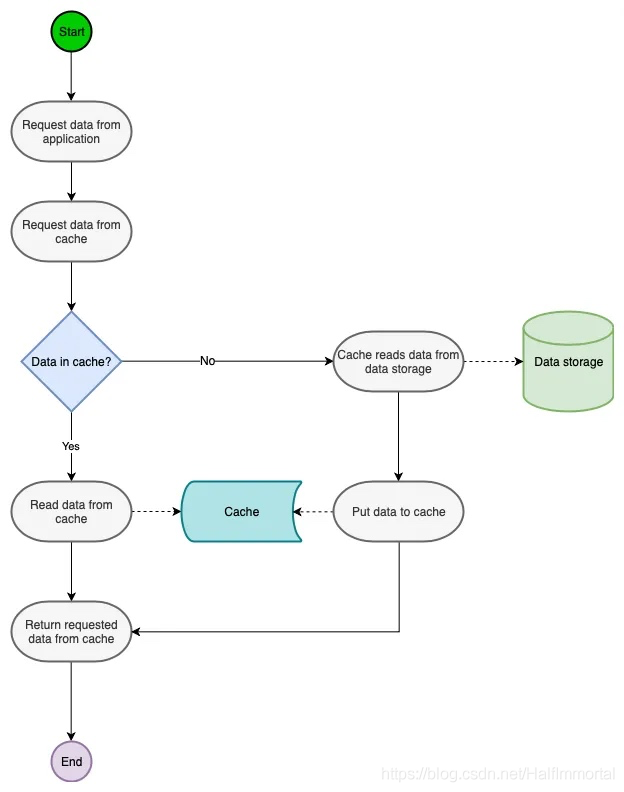 Start
Request data from
application
Request data from
cache
Data in cache?
No
Cache reads data from
data storage
Data storage
Yes
Read data from
cache
Cache
Put data to cache
Return requested
data from cache
End
https://blog.csdn.net/HalfImmortal